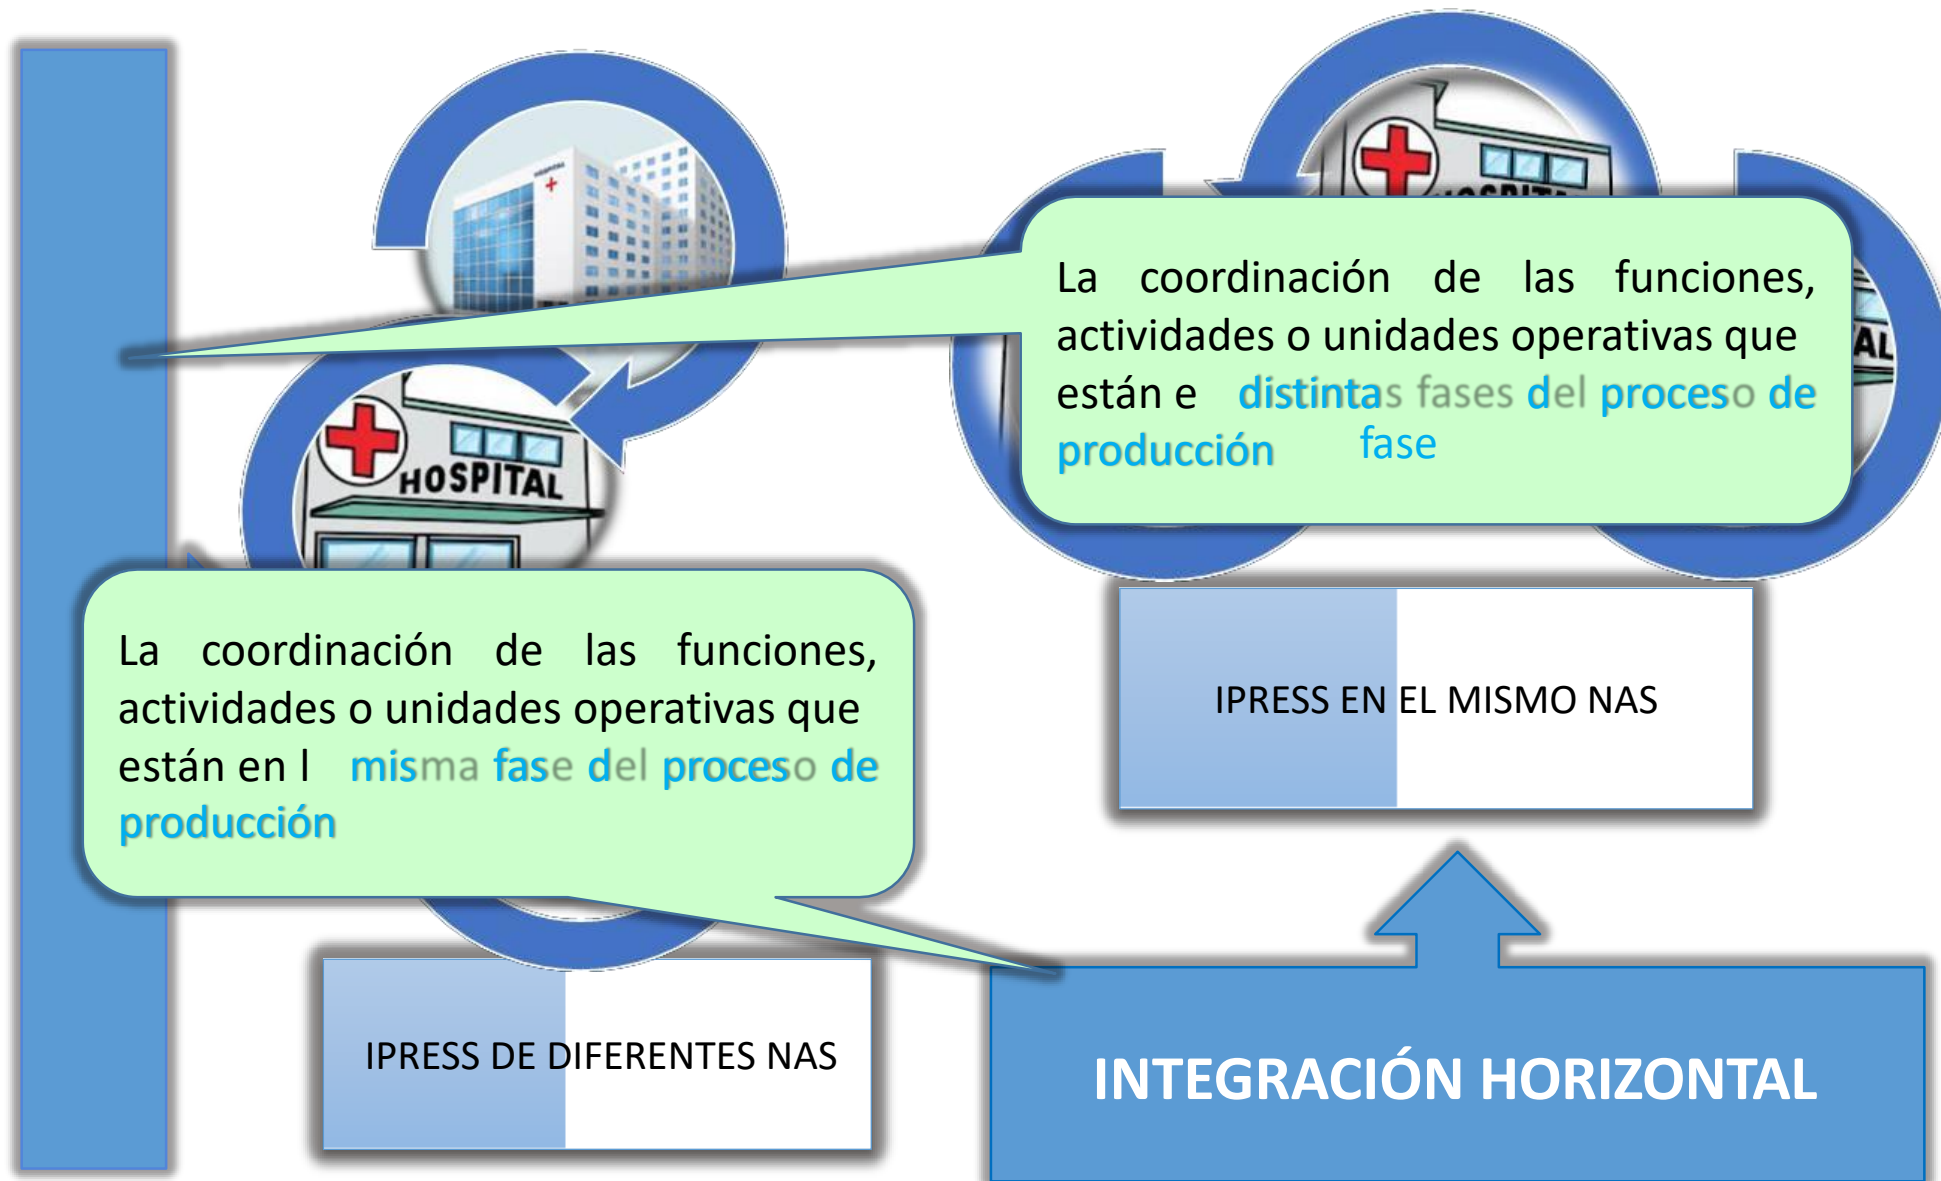 HOSPITAL
La coordinación de las funciones,
actividades o unidades operativas que
están e distintas fases del proceso de
producción fase
HOSPITAL
La coordinación de las funciones,
actividades o unidades operativas que
están en l misma fase del proceso de
producción
IPRESS EN EL MISMO NAS
IPRESS DE DIFERENTES NAS
INTEGRACIÓN HORIZONTAL